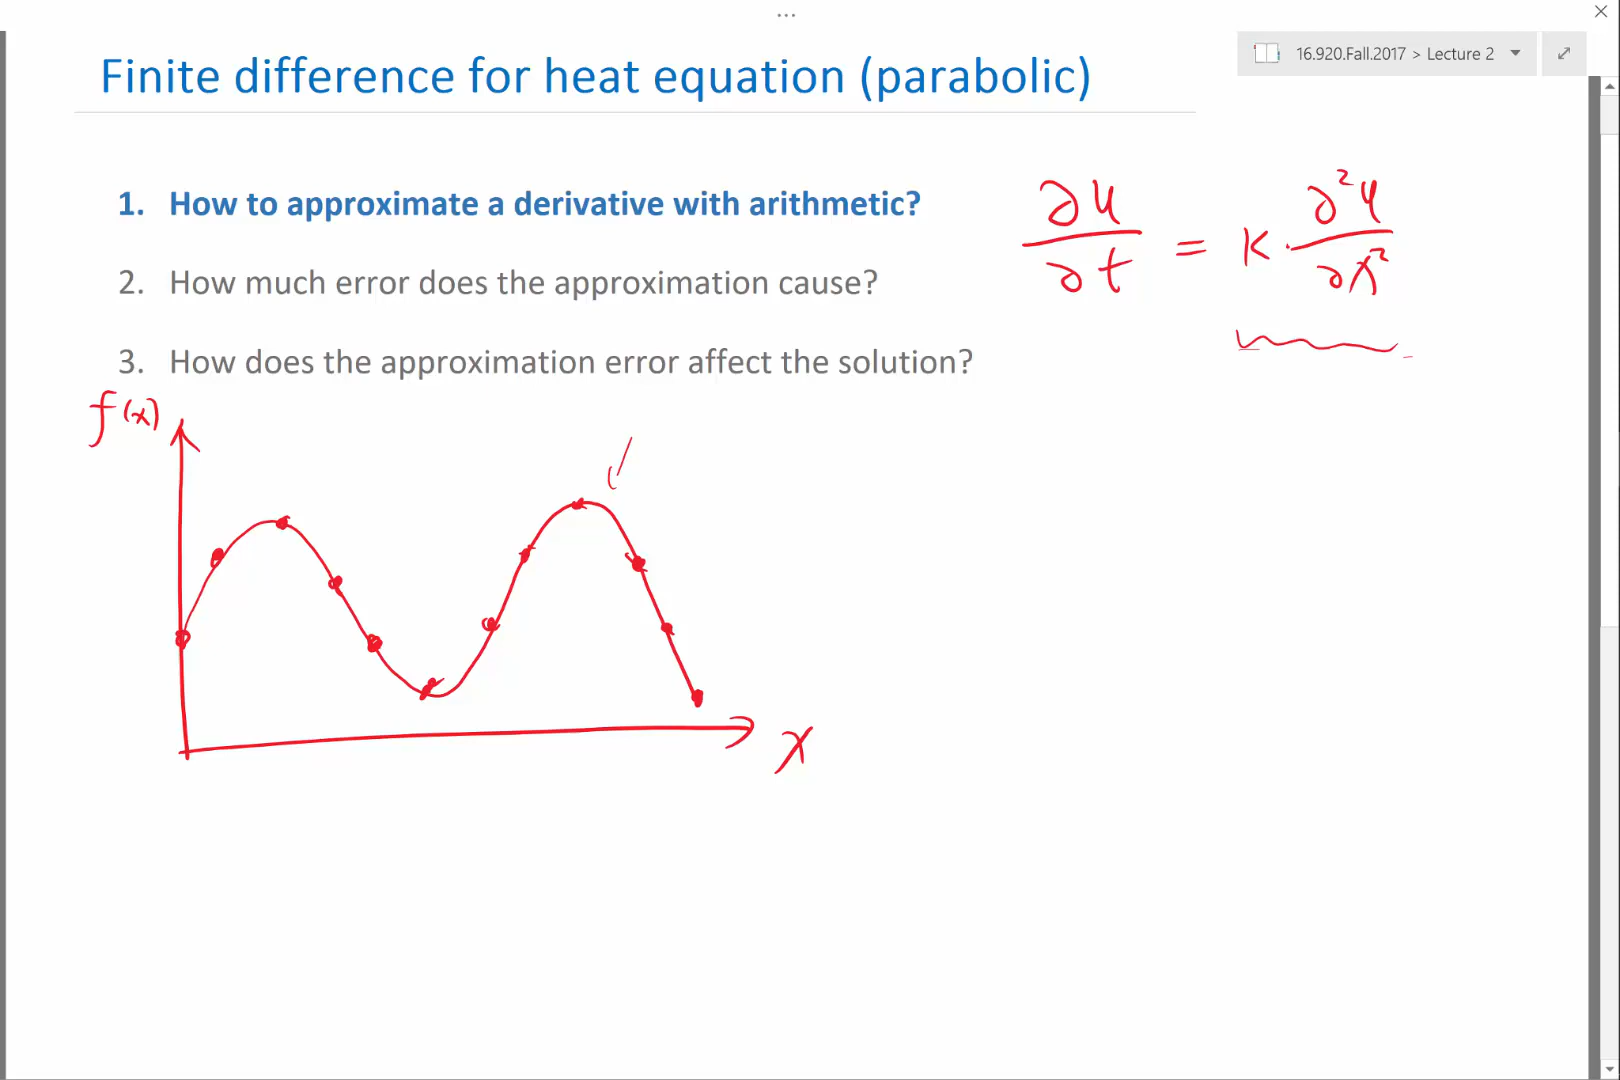 16.920.Fall.2017 > Lecture 2
Finite difference for heat equation (parabolic)
1. How to approximate a derivative with arithmetic?
2. How much error does the approximation cause?
3. How does the approximation error affect the solution?
∂u/∂t = κ · ∂²u/∂x²
f(x)
x